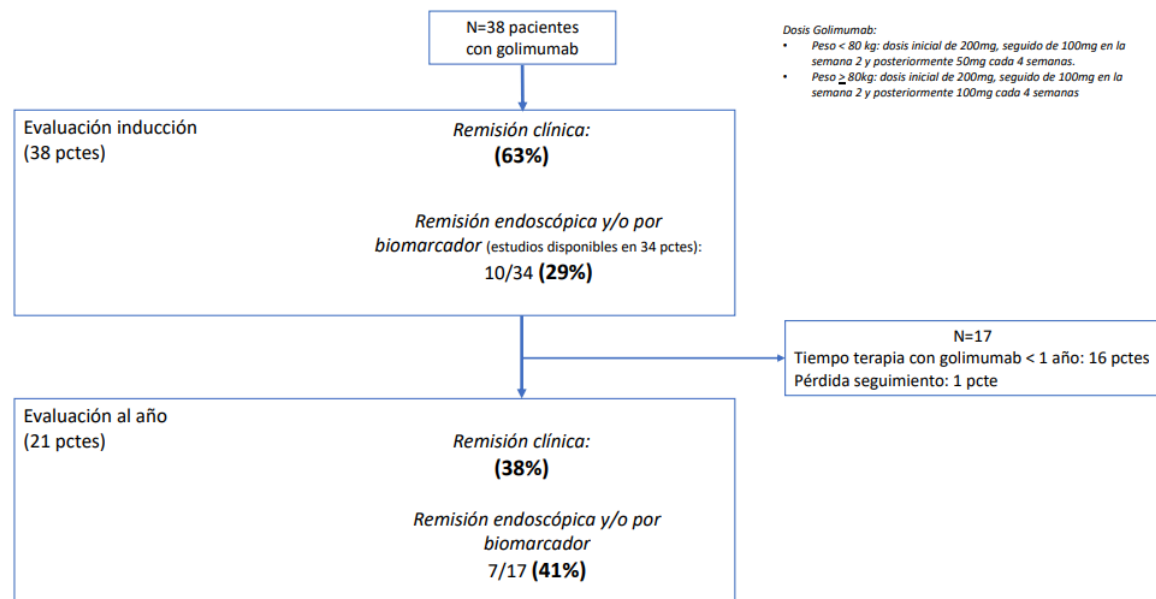 N=38 pacientes
con golimumab
Dosis Golimumab:
• Peso < 80 kg: dosis inicial de 200mg, seguido de 100mg en la
semana 2 y posteriormente 50mg cada 4 semanas.
• Peso > 80kg: dosis inicial de 200mg, seguido de 100mg en la
semana 2 y posteriormente 100mg cada 4 semanas
Evaluación inducción
(38 pctes)
Remisión clínica:
(63%)
Remisión endoscópica y/o por
biomarcador (estudios disponibles en 34 pctes):
10/34 (29%)
N=17
Tiempo terapia con golimumab < 1 año: 16 pctes
Pérdida seguimiento: 1 pcte
Evaluación al año
(21 pctes)
Remisión clínica:
(38%)
Remisión endoscópica y/o por
biomarcador
7/17 (41%)